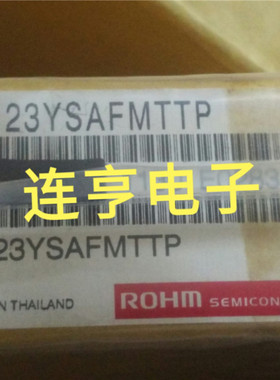 23YSAFMTTP
连亨电子
23YSAFMTTP
N THAILAND
ROHM SEMICON